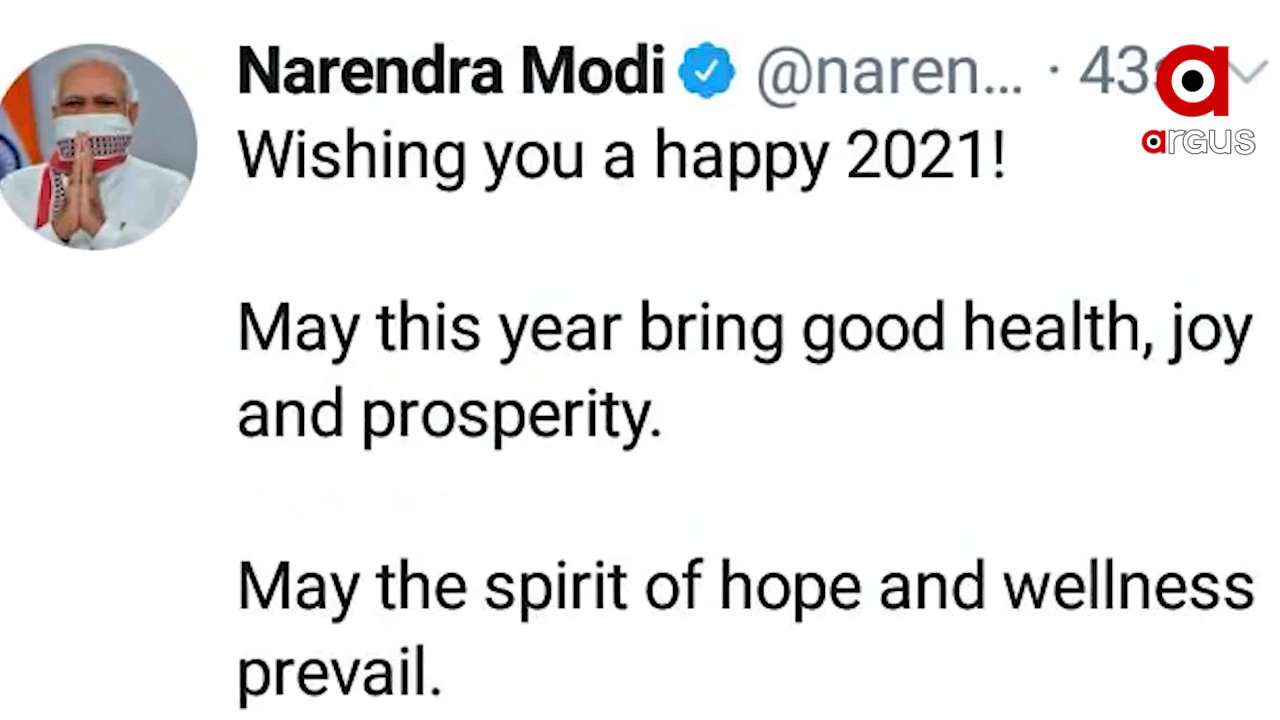 Narendra Modi @naren... · 43s
Wishing you a happy 2021!
May this year bring good health, joy
and prosperity.
May the spirit of hope and wellness
prevail.
a
argus